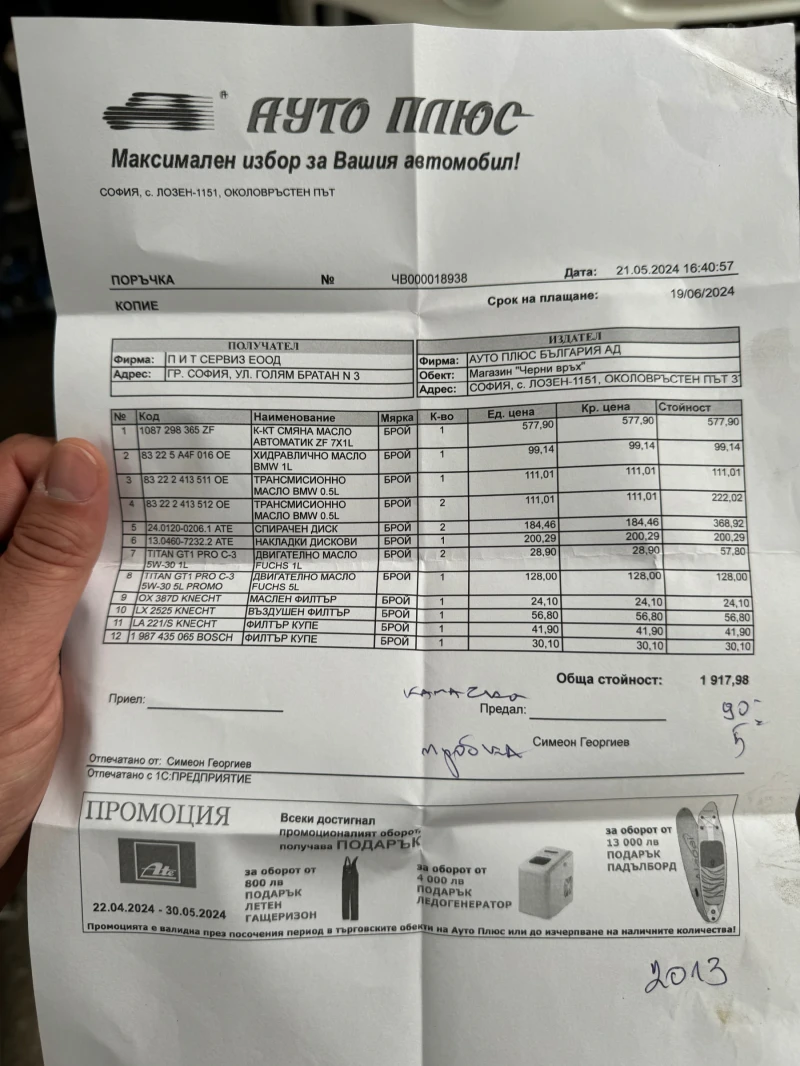 АУТО ПЛЮС
Максимален избор за Вашия автомобил!
СОФИЯ, с. ЛОЗЕН-1151, ОКОЛОВРЪСТЕН ПЪТ
ПОРЪЧКА № ЧВ000018938 Дата: 21.05.2024 16:40:57
КОПИЕ Срок на плащане: 19/06/2024
ПОЛУЧАТЕЛ
Фирма: П И Т СЕРВИЗ ЕООД
Адрес: ГР. СОФИЯ, УЛ. ГОЛЯМ БРАТАН N 3
ИЗДАТЕЛ
Фирма: АУТО ПЛЮС БЪЛГАРИЯ АД
Обект: Магазин "Черни връх"
Адрес: СОФИЯ, с. ЛОЗЕН-1151, ОКОЛОВРЪСТЕН ПЪТ 3
№ Код Наименование Мярка К-во Ед. цена Кр. цена Стойност
1 1087 298 365 ZF К-КТ СМЯНА МАСЛО БРОЙ 1 577,90 577,90 577,90
АВТОМАТИК ZF 7X1L
2 83 22 5 A4F 016 OE ХИДРАВЛИЧНО МАСЛО БРОЙ 1 99,14 99,14 99,14
BMW 1L
3 83 22 2 413 511 OE ТРАНСМИСИОННО БРОЙ 1 111,01 111,01 111,01
МАСЛО BMW 0.5L
4 83 22 2 413 512 OE ТРАНСМИСИОННО БРОЙ 2 111,01 111,01 222,02
МАСЛО BMW 0.5L
5 24.0120-0206.1 ATE СПИРАЧЕН ДИСК БРОЙ 2 184,46 184,46 368,92
6 13.0460-7232.2 ATE НАКЛАДКИ ДИСКОВИ БРОЙ 1 200,29 200,29 200,29
7 TITAN GT1 PRO C-3 ДВИГАТЕЛНО МАСЛО БРОЙ 2 28,90 28,90 57,80
5W-30 1L FUCHS 1L
8 TITAN GT1 PRO C-3 ДВИГАТЕЛНО МАСЛО БРОЙ 1 128,00 128,00 128,00
5W-30 5L PROMO FUCHS 5L
9 OX 387D KNECHT МАСЛЕН ФИЛТЪР БРОЙ 1 24,10 24,10 24,10
10 LX 2525 KNECHT ВЪЗДУШЕН ФИЛТЪР БРОЙ 1 56,80 56,80 56,80
11 LA 221/S KNECHT ФИЛТЪР КУПЕ БРОЙ 1 41,90 41,90 41,90
12 1 987 435 065 BOSCH ФИЛТЪР КУПЕ БРОЙ 1 30,10 30,10 30,10
Обща стойност: 1 917,98
Приел: Предал: 90
Симеон Георгиев 5
Отпечатано от: Симеон Георгиев
Отпечатано с 1С:ПРЕДПРИЯТИЕ
ПРОМОЦИЯ
Ate
22.04.2024 - 30.05.2024
Всеки достигнал
промоционалният оборот
получава ПОДАРЪК
за оборот от
800 лв
ПОДАРЪК
ЛЕТЕН
ГАЩЕРИЗОН
за оборот от
4 000 лв
ПОДАРЪК
ЛЕДОГЕНЕРАТОР
за оборот от
13 000 лв
ПОДАРЪК
ПАДЪЛБОРД
Промоцията е валидна през посочения период в търговските обекти на Ауто Плюс или до изчерпване на наличните количества!
2013